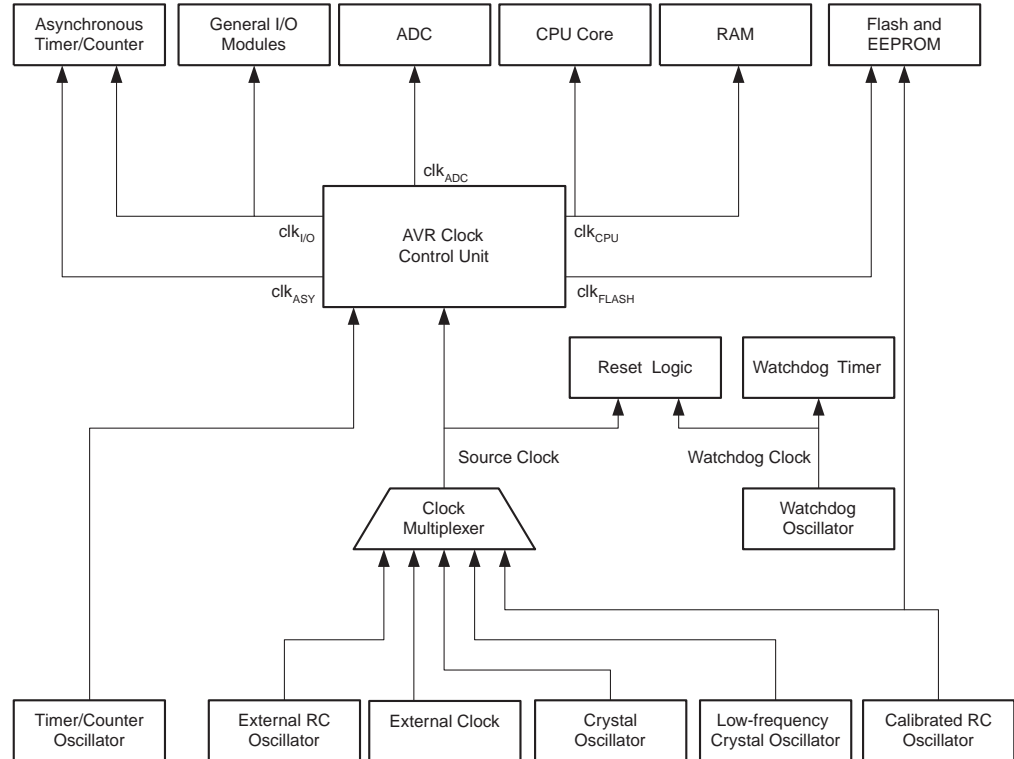 Asynchronous
Timer/Counter
General I/O
Modules
ADC
CPU Core
RAM
Flash and
EEPROM
clkADC
clkI/O
AVR Clock
Control Unit
clkCPU
clkASY
clkFLASH
Reset Logic
Watchdog Timer
Source Clock
Watchdog Clock
Clock
Multiplexer
Watchdog
Oscillator
Timer/Counter
Oscillator
External RC
Oscillator
External Clock
Crystal
Oscillator
Low-frequency
Crystal Oscillator
Calibrated RC
Oscillator